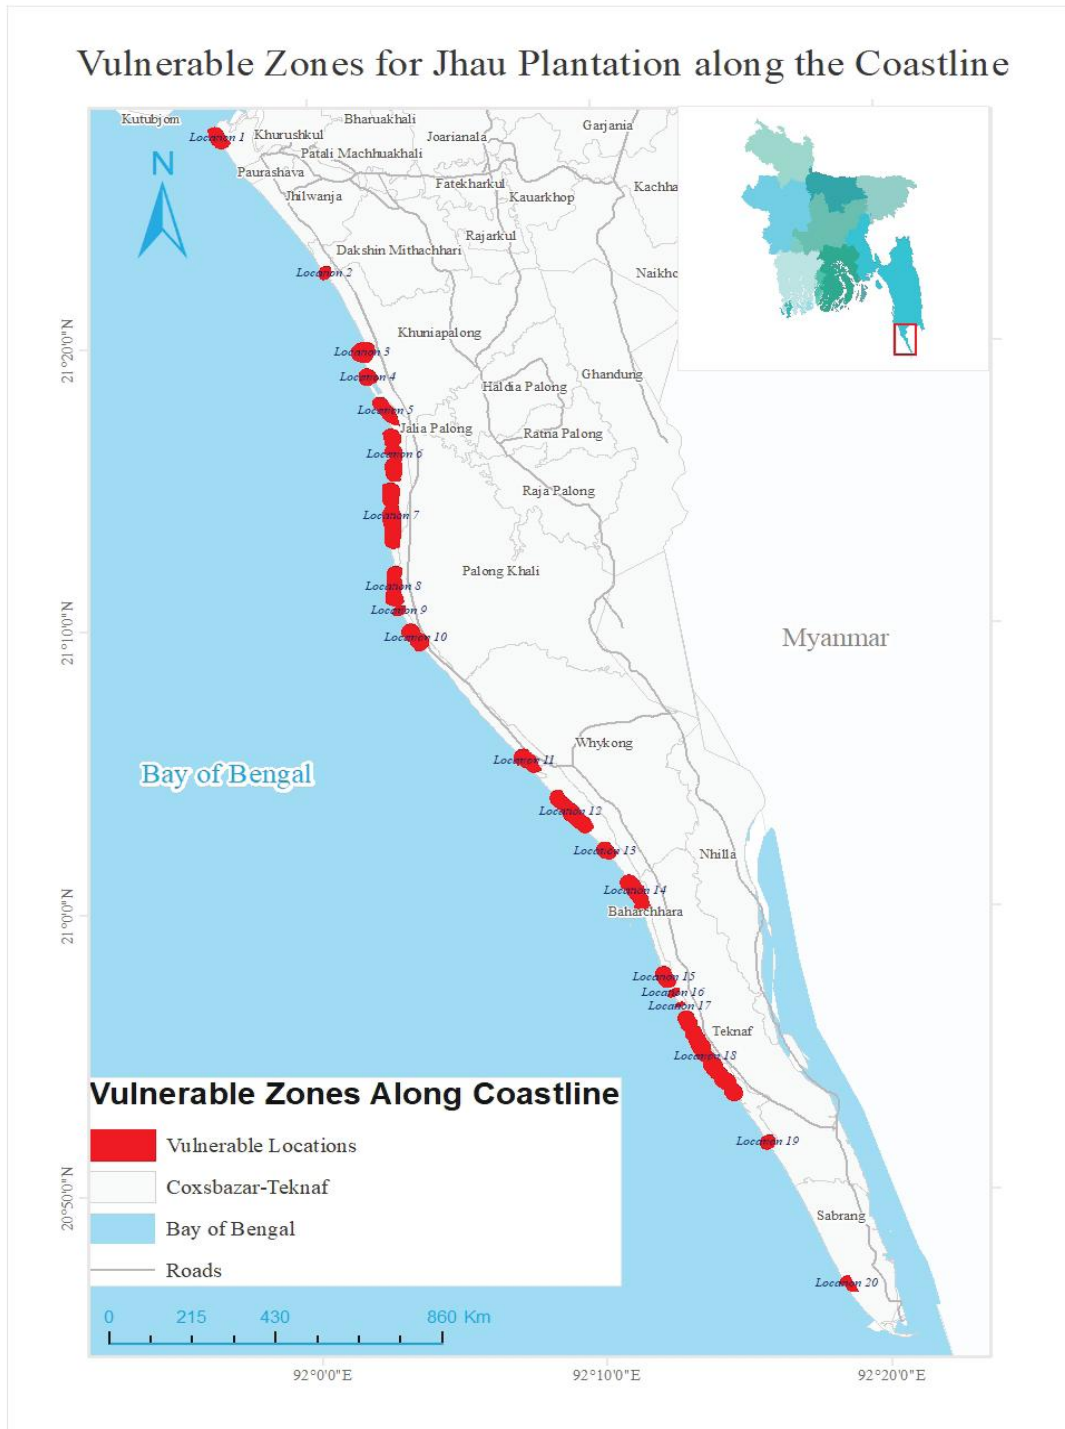 Vulnerable Zones for Jhau Plantation along the Coastline
Kutubjom
Bharuakhali
Garjania
Location 1
Khurushkul
Joarianala
Patali Machhuakhali
N
Paurashava
Fatekharkul
Kachha
Jhilwanja
Kauarkhop
Rajarkul
Dakshin Mithachhari
Location 2
Naikhc
21°20'0"N
Khuniapalong
Location 3
Location 4
Ghandung
Haldia Palong
Location 5
Jalia Palong
Ratna Palong
Location 6
Raja Palong
Location 7
Palong Khali
Location 8
Location 9
21°10'0"N
Location 10
Myanmar
Whykong
Location 11
Bay of Bengal
Location 12
Location 13
Nhilla
Location 14
Baharchhara
21°0'0"N
Location 15
Location 16
Location 17
Teknaf
Location 18
Vulnerable Zones Along Coastline
Vulnerable Locations
Location 19
Coxsbazar-Teknaf
20°50'0"N
Sabrang
Bay of Bengal
Roads
Location 20
0 215 430 860 Km
92°0'0"E 92°10'0"E 92°20'0"E